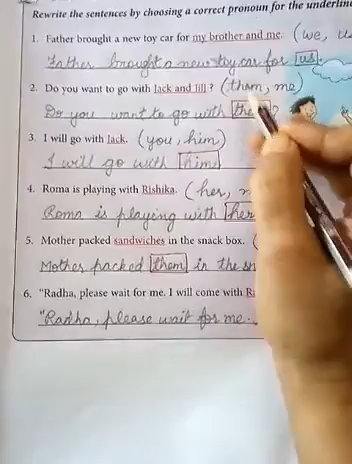 Rewrite the sentences by choosing a correct pronoun for the
1. Father brought a new toy car for my brother and me. (we,
Father brought a new toy car for us.
2. Do you want to go with Jack and Jill? (them, me)
Do you want to go with
3. I will go with Jack. (you, him)
I will go with him
4. Roma is playing with Rishika. (her,
Roma is playing with her
5. Mother packed sandwiches in the snack box. (
Mother packed them in the
6. "Radha, please wait for me. I will come with
"Radha, please wait for me.